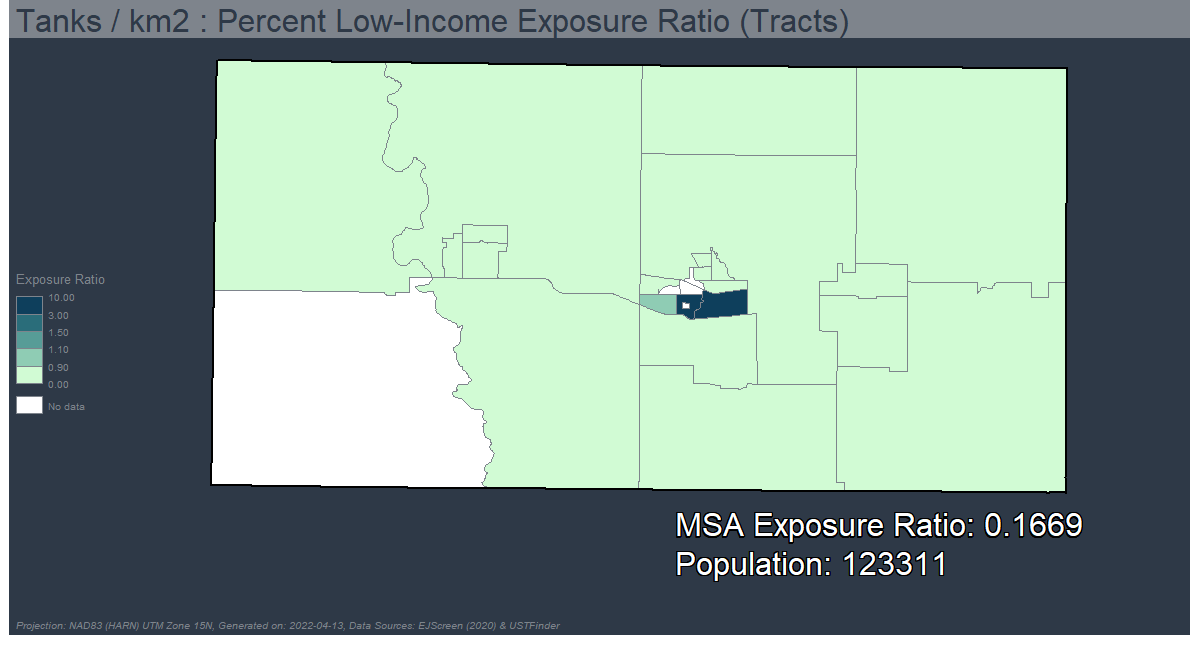 Tanks / km2 : Percent Low-Income Exposure Ratio (Tracts)
Exposure Ratio
10.00
3.00
1.50
1.10
0.90
0.00
No data
MSA Exposure Ratio: 0.1669
Population: 123311
Projection: NAD83 (HARN) UTM Zone 15N, Generated on: 2022-04-13, Data Sources: EJScreen (2020) & USTFinder